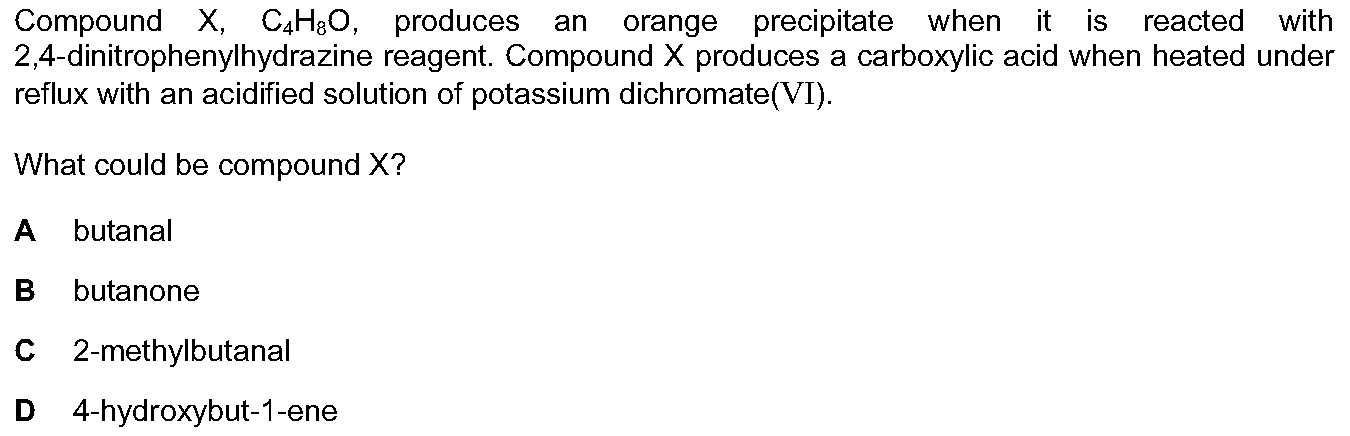 Compound X, C₄H₈O, produces an orange precipitate when it is reacted with
2,4-dinitrophenylhydrazine reagent. Compound X produces a carboxylic acid when heated under
reflux with an acidified solution of potassium dichromate(VI).
What could be compound X?
A butanal
B butanone
C 2-methylbutanal
D 4-hydroxybut-1-ene